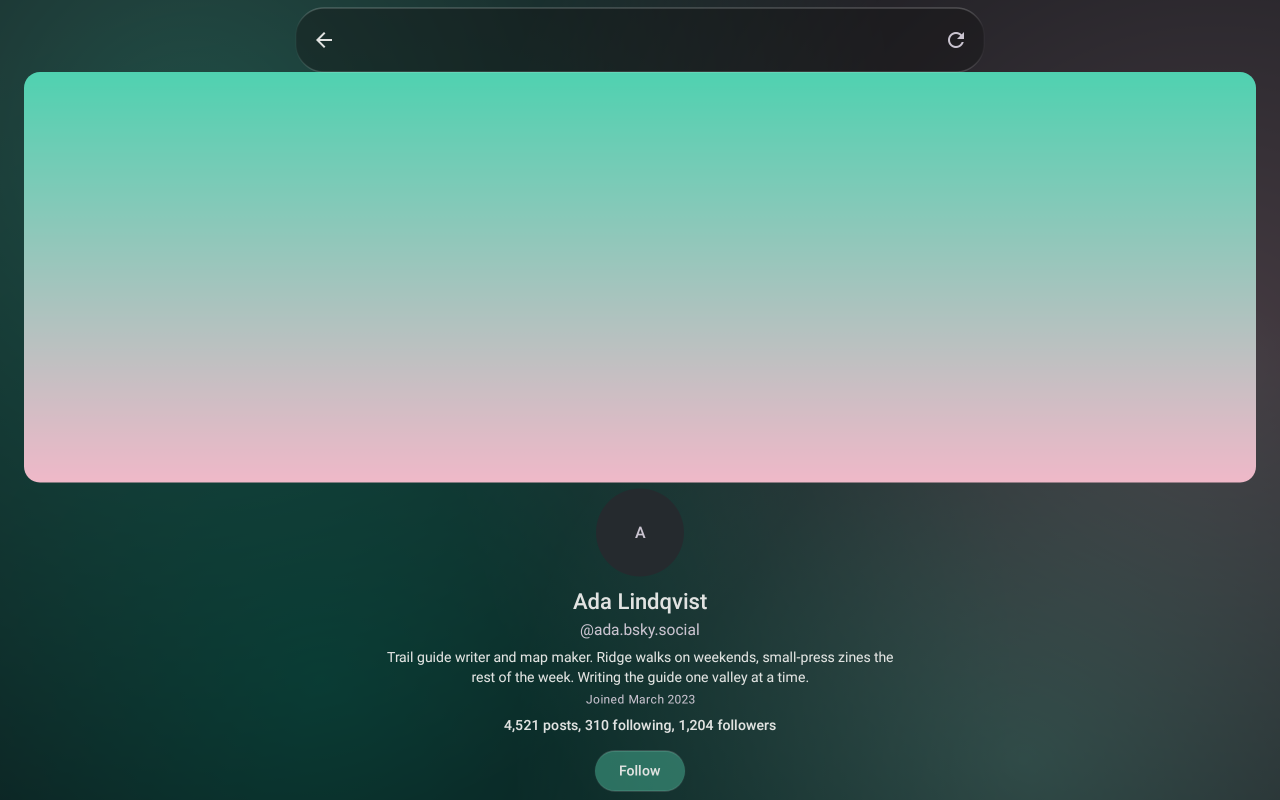 A
Ada Lindqvist
@ada.bsky.social
Trail guide writer and map maker. Ridge walks on weekends, small-press zines the
rest of the week. Writing the guide one valley at a time.
Joined March 2023
4,521 posts, 310 following, 1,204 followers
Follow